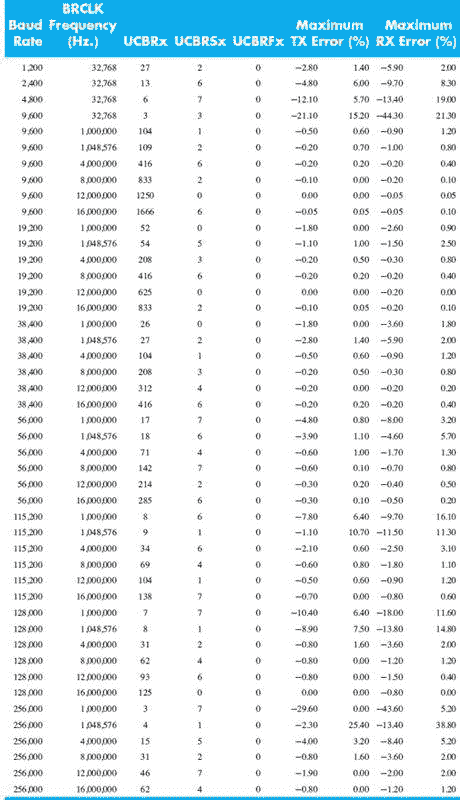 BRCLK
Baud Frequency Maximum Maximum
Rate (Hz.) UCBRx UCBRSx UCBRFx TX Error (%) RX Error (%)
1,200 32,768 27 2 0 −2.80 1.40 −5.90 2.00
2,400 32,768 13 6 0 −4.80 6.00 −9.70 8.30
4,800 32,768 6 7 0 −12.10 5.70 −13.40 19.00
9,600 32,768 3 3 0 −21.10 15.20 −44.30 21.30
9,600 1,000,000 104 1 0 −0.50 0.60 −0.90 1.20
9,600 1,048,576 109 2 0 −0.20 0.70 −1.00 0.80
9,600 4,000,000 416 6 0 −0.20 0.20 −0.20 0.40
9,600 8,000,000 833 2 0 −0.10 0.00 −0.20 0.10
9,600 12,000,000 1250 0 0 0.00 0.00 −0.05 0.05
9,600 16,000,000 1666 6 0 −0.05 0.05 −0.05 0.10
19,200 1,000,000 52 0 0 −1.80 0.00 −2.60 0.90
19,200 1,048,576 54 5 0 −1.10 1.00 −1.50 2.50
19,200 4,000,000 208 3 0 −0.20 0.50 −0.30 0.80
19,200 8,000,000 416 6 0 −0.20 0.20 −0.20 0.40
19,200 12,000,000 625 0 0 0.00 0.00 −0.20 0.00
19,200 16,000,000 833 2 0 −0.10 0.05 −0.20 0.10
38,400 1,000,000 26 0 0 −1.80 0.00 −3.60 1.80
38,400 1,048,576 27 2 0 −2.80 1.40 −5.90 2.00
38,400 4,000,000 104 1 0 −0.50 0.60 −0.90 1.20
38,400 8,000,000 208 3 0 −0.20 0.50 −0.30 0.80
38,400 12,000,000 312 4 0 −0.20 0.00 −0.20 0.20
38,400 16,000,000 416 6 0 −0.20 0.20 −0.20 0.40
56,000 1,000,000 17 7 0 −4.80 0.80 −8.00 3.20
56,000 1,048,576 18 6 0 −3.90 1.10 −4.60 5.70
56,000 4,000,000 71 4 0 −0.60 1.00 −1.70 1.30
56,000 8,000,000 142 7 0 −0.60 0.10 −0.70 0.80
56,000 12,000,000 214 2 0 −0.30 0.20 −0.40 0.50
56,000 16,000,000 285 6 0 −0.30 0.10 −0.50 0.20
115,200 1,000,000 8 6 0 −7.80 6.40 −9.70 16.10
115,200 1,048,576 9 1 0 −1.10 10.70 −11.50 11.30
115,200 4,000,000 34 6 0 −2.10 0.60 −2.50 3.10
115,200 8,000,000 69 4 0 −0.60 0.80 −1.80 1.10
115,200 12,000,000 104 1 0 −0.50 0.60 −0.90 1.20
115,200 16,000,000 138 7 0 −0.70 0.00 −0.80 0.60
128,000 1,000,000 7 7 0 −10.40 6.40 −18.00 11.60
128,000 1,048,576 8 1 0 −8.90 7.50 −13.80 14.80
128,000 4,000,000 31 2 0 −0.80 1.60 −3.60 2.00
128,000 8,000,000 62 4 0 −0.80 0.00 −1.20 1.20
128,000 12,000,000 93 6 0 −0.80 0.00 −1.50 0.40
128,000 16,000,000 125 0 0 0.00 0.00 −0.80 0.00
256,000 1,000,000 3 7 0 −29.60 0.00 −43.60 5.20
256,000 1,048,576 4 1 0 −2.30 25.40 −13.40 38.80
256,000 4,000,000 15 5 0 −4.00 3.20 −8.40 5.20
256,000 8,000,000 31 2 0 −0.80 1.60 −3.60 2.00
256,000 12,000,000 46 7 0 −1.90 0.00 −2.00 2.00
256,000 16,000,000 62 4 0 −0.80 0.00 −1.20 1.20